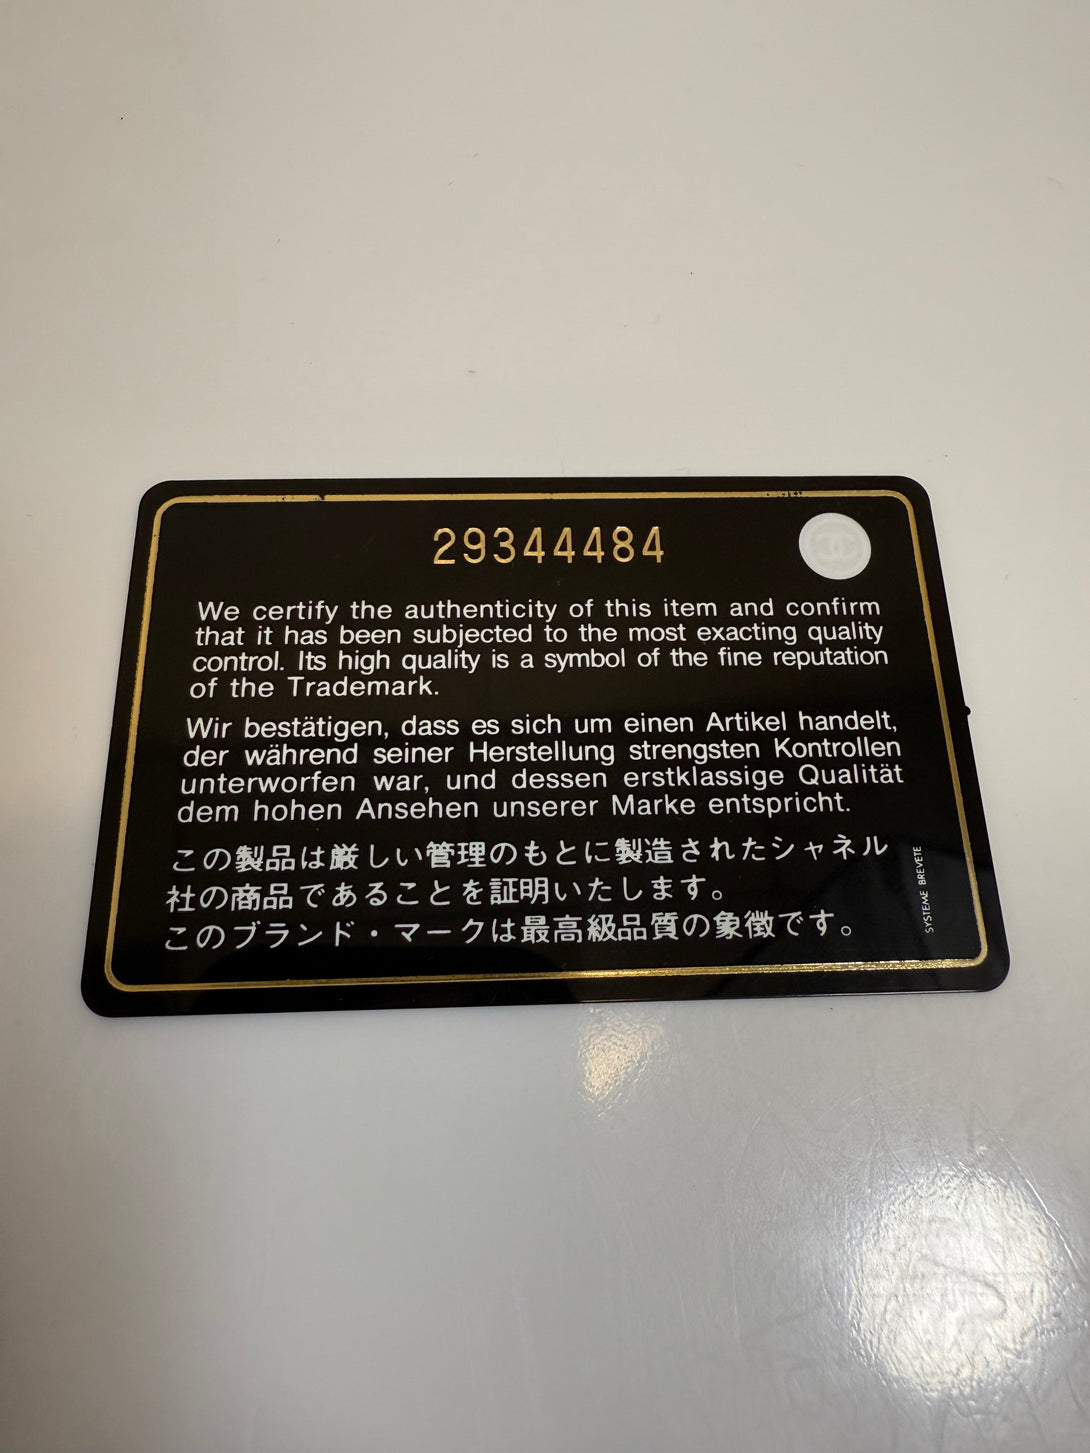 29344484
We certify the authenticity of this item and confirm
that it has been subjected to the most exacting quality
control. Its high quality is a symbol of the fine reputation
of the Trademark.
Wir bestätigen, dass es sich um einen Artikel handelt,
der während seiner Herstellung strengsten Kontrollen
unterworfen war, und dessen erstklassige Qualität
dem hohen Ansehen unserer Marke entspricht.
この製品は厳しい管理のもとに製造されたシャネル
社の商品であることを証明いたします。
このブランド・マークは最高級品質の象徴です。
SYSTEME BREVETE